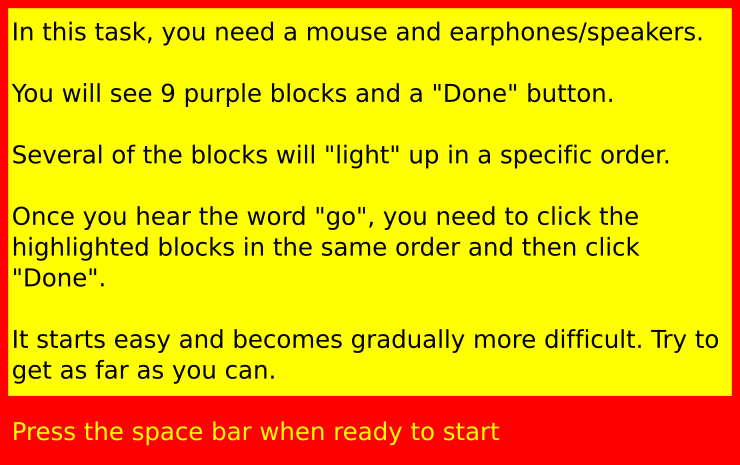 In this task, you need a mouse and earphones/speakers.
You will see 9 purple blocks and a "Done" button.
Several of the blocks will "light" up in a specific order.
Once you hear the word "go", you need to click the
highlighted blocks in the same order and then click
"Done".
It starts easy and becomes gradually more difficult. Try to
get as far as you can.
Press the space bar when ready to start